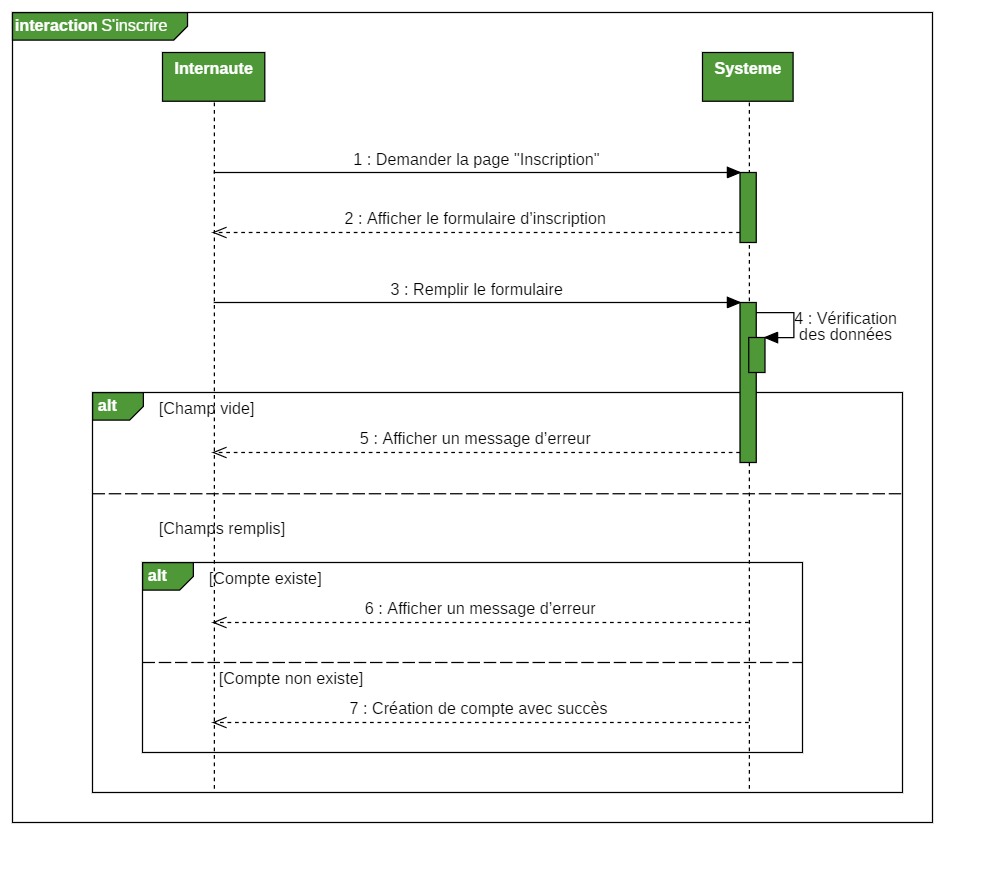 interaction S'inscrire
Internaute
Systeme
1 : Demander la page "Inscription"
2 : Afficher le formulaire d'inscription
3 : Remplir le formulaire
4 : Vérification
des données
alt
[Champ vide]
5 : Afficher un message d'erreur
[Champs remplis]
alt
[Compte existe]
6 : Afficher un message d'erreur
[Compte non existe]
7 : Création de compte avec succès